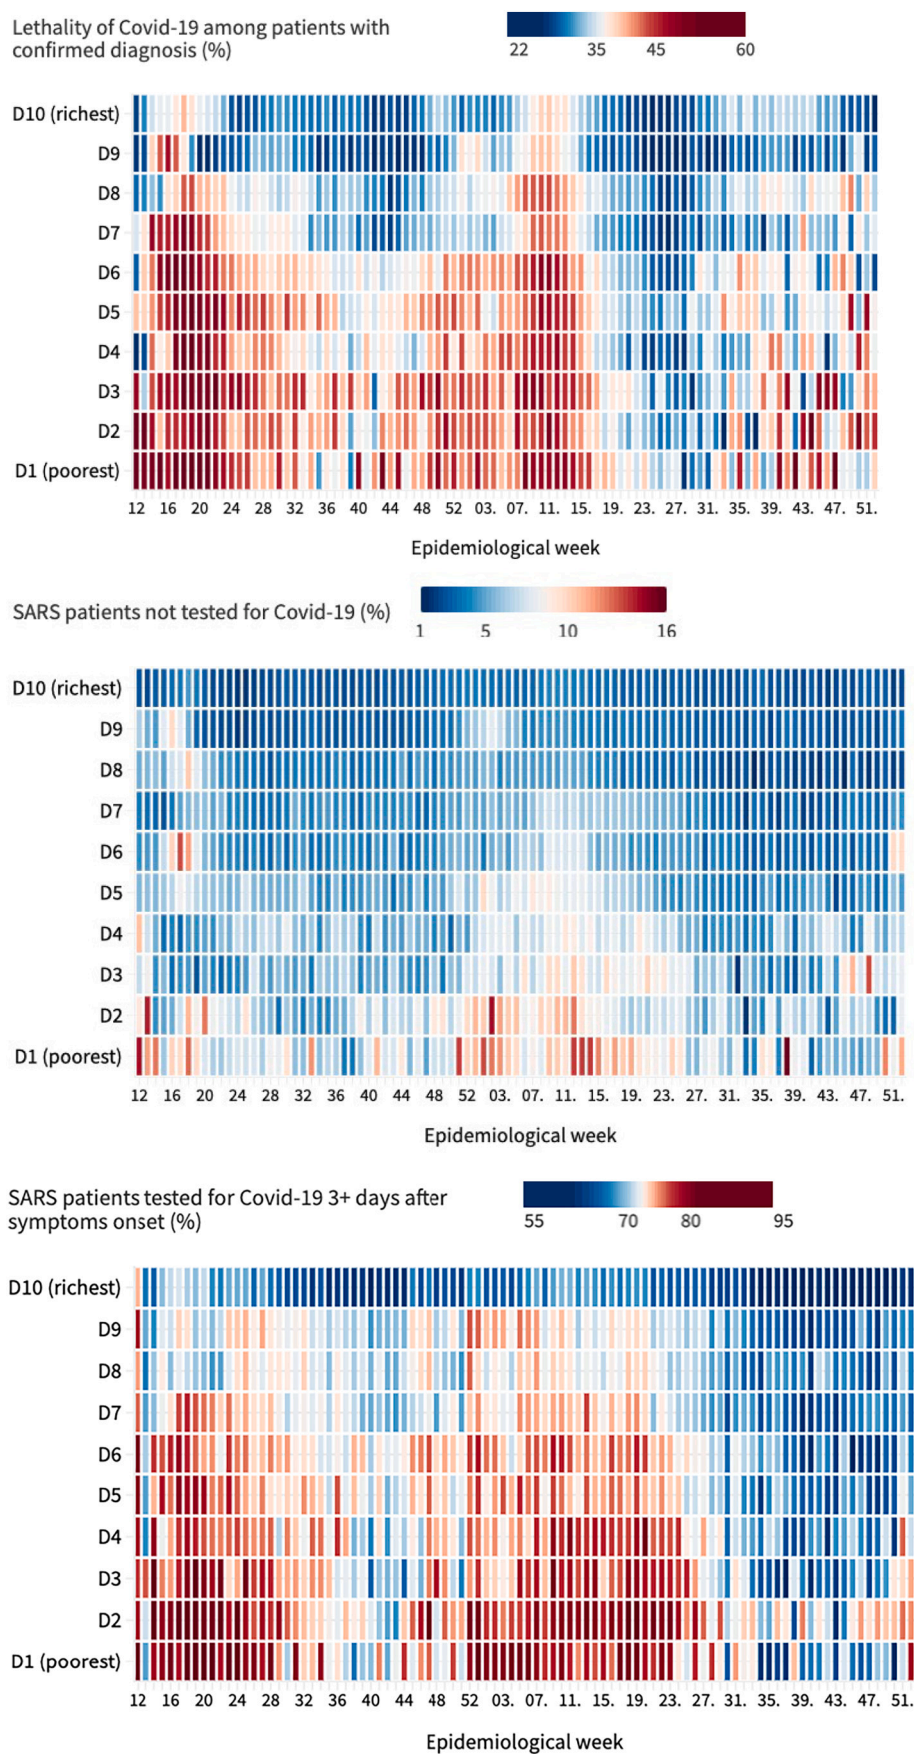 Lethality of Covid-19 among patients with
confirmed diagnosis (%)
22 35 45 60
D10 (richest)
D9
D8
D7
D6
D5
D4
D3
D2
D1 (poorest)
12 16 20 24 28 32 36 40 44 48 52 03. 07. 11. 15. 19. 23. 27. 31. 35. 39. 43. 47. 51.
Epidemiological week
SARS patients not tested for Covid-19 (%)
1 5 10 16
D10 (richest)
D9
D8
D7
D6
D5
D4
D3
D2
D1 (poorest)
12 16 20 24 28 32 36 40 44 48 52 03. 07. 11. 15. 19. 23. 27. 31. 35. 39. 43. 47. 51.
Epidemiological week
SARS patients tested for Covid-19 3+ days after
symptoms onset (%)
55 70 80 95
D10 (richest)
D9
D8
D7
D6
D5
D4
D3
D2
D1 (poorest)
12 16 20 24 28 32 36 40 44 48 52 03. 07. 11. 15. 19. 23. 27. 31. 35. 39. 43. 47. 51.
Epidemiological week